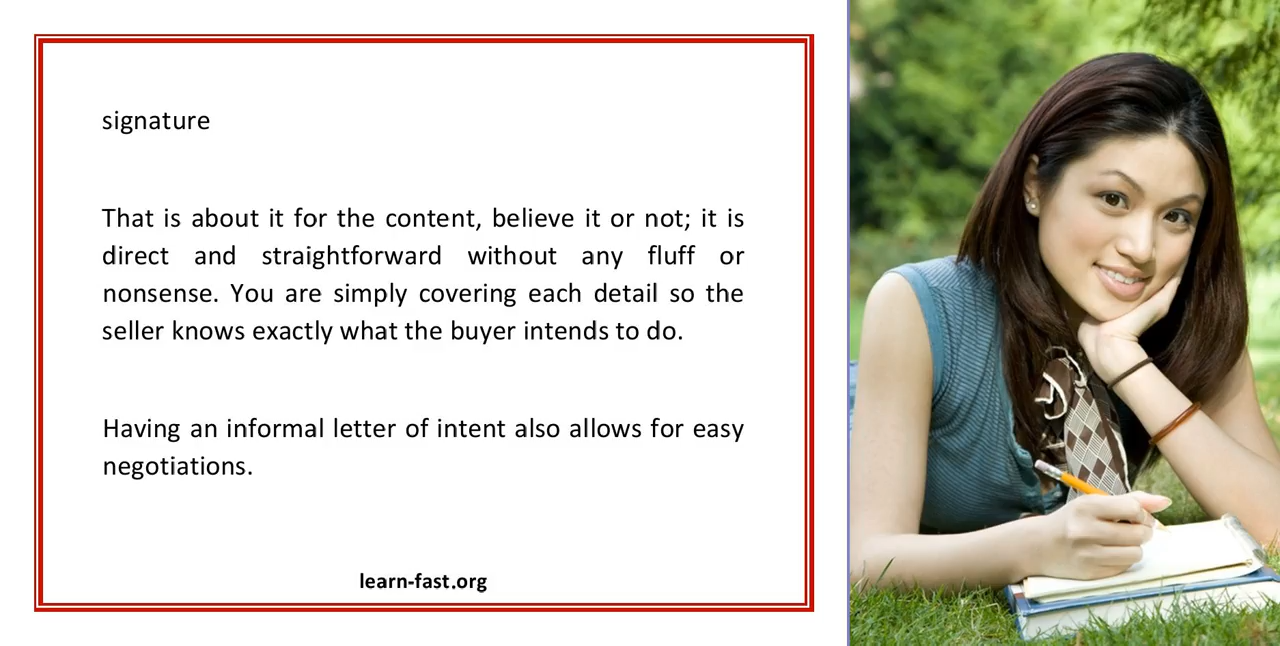 signature
That is about it for the content, believe it or not; it is
direct and straightforward without any fluff or
nonsense. You are simply covering each detail so the
seller knows exactly what the buyer intends to do.
Having an informal letter of intent also allows for easy
negotiations.
learn-fast.org